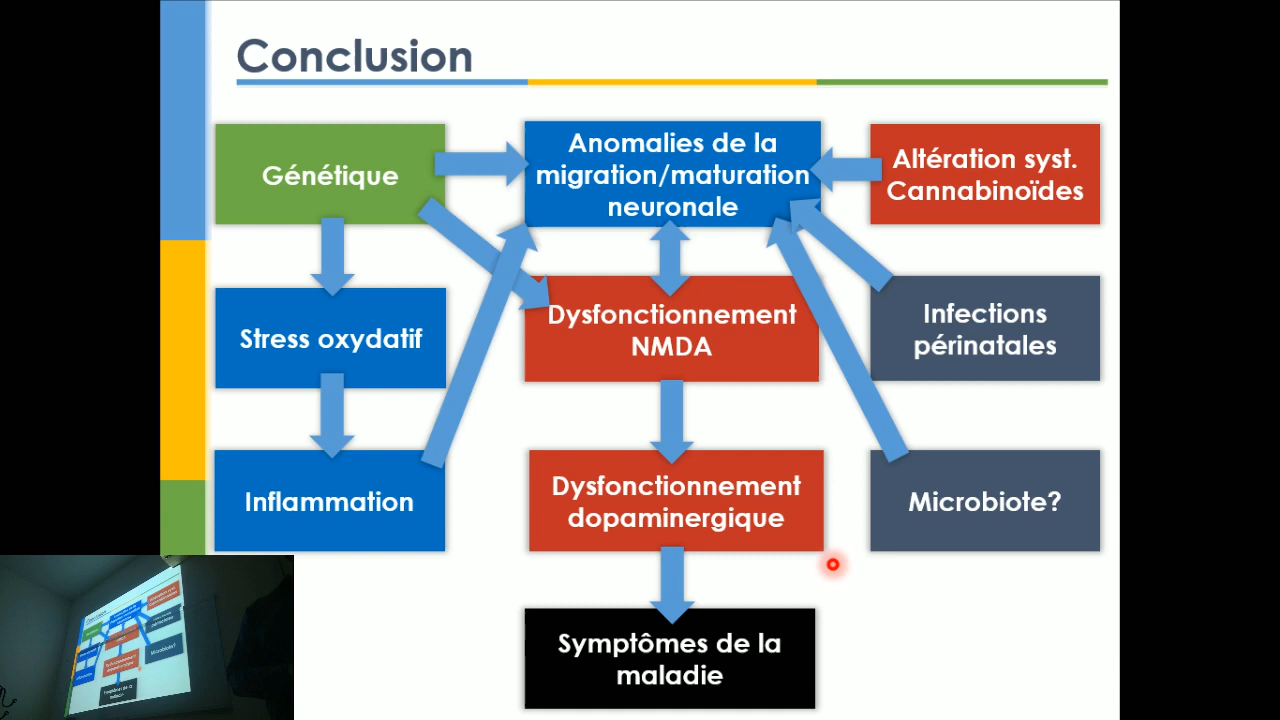 Conclusion
Génétique
Anomalies de la
migration/maturation
neuronale
Altération syst.
Cannabinoïdes
Stress oxydatif
Dysfonctionnement
NMDA
Infections
périnatales
Inflammation
Dysfonctionnement
dopaminergique
Microbiote?
Symptômes de la
maladie